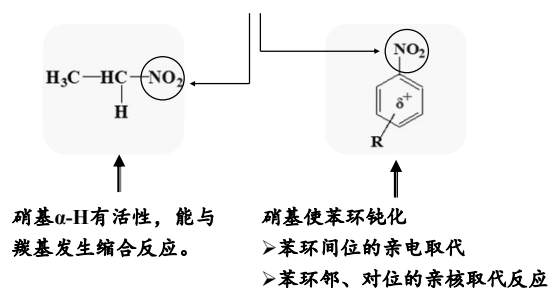 H₃C—HC—NO₂
H
NO₂
δ⁺
R
硝基α-H有活性，能与
羰基发生缩合反应。
硝基使苯环钝化
➢苯环间位的亲电取代
➢苯环邻、对位的亲核取代反应